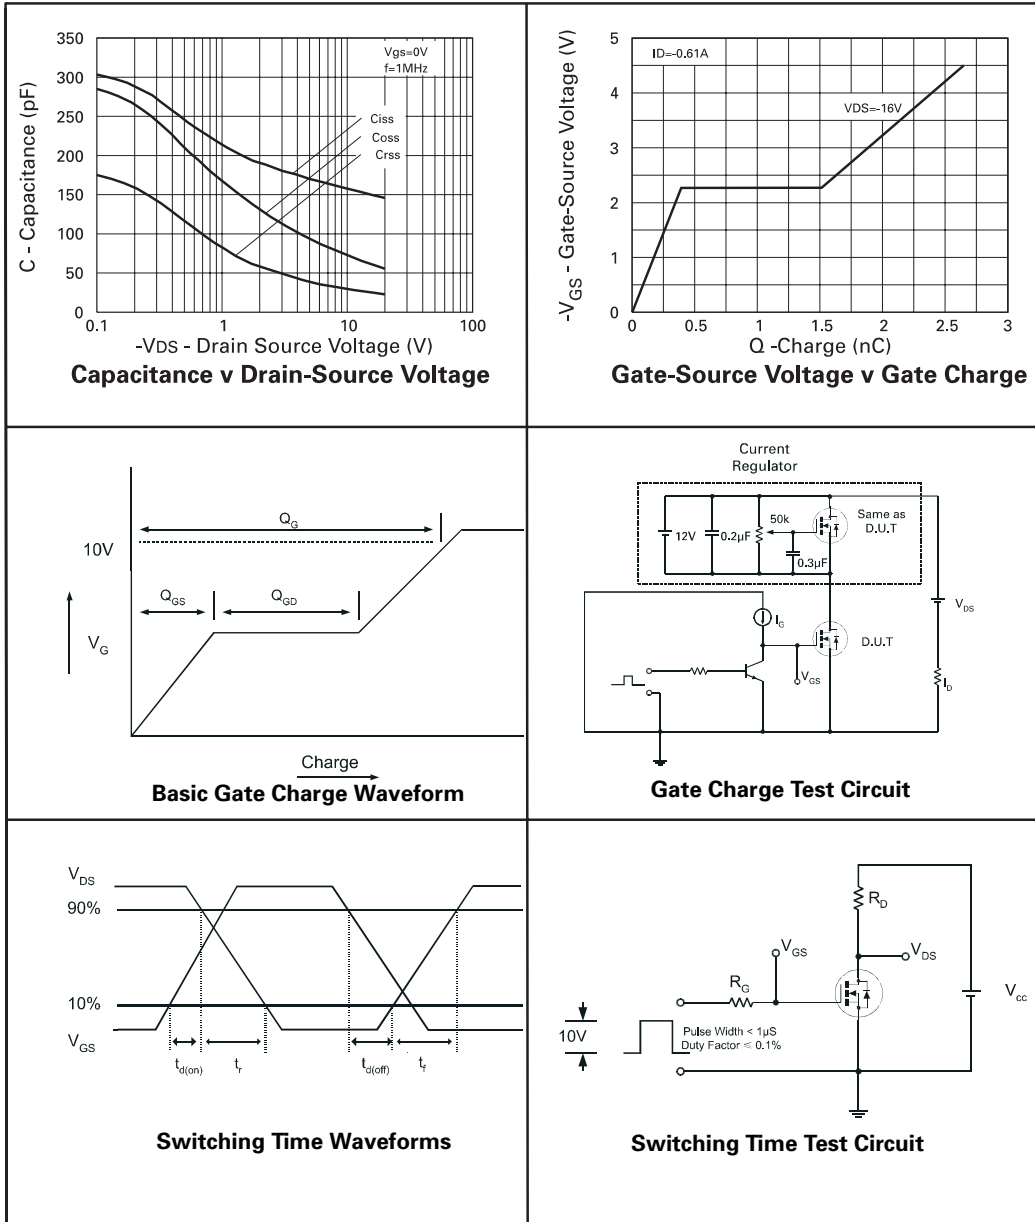 350
300
250
200
150
100
50
0
C - Capacitance (pF)
Vgs=0V
f=1MHz
Ciss
Coss
Crss
0.1
1
10
100
-VDS - Drain Source Voltage (V)
Capacitance v Drain-Source Voltage
5
4
3
2
1
0
-VGS - Gate-Source Voltage (V)
ID=-0.61A
VDS=-16V
0
0.5
1
1.5
2
2.5
3
Q -Charge (nC)
Gate-Source Voltage v Gate Charge
QG
10V
QGS
QGD
VG
Charge
Basic Gate Charge Waveform
Current
Regulator
12V
0.2µF
50k
0.3µF
Same as
D.U.T
VDS
IG
D.U.T
VGS
ID
Gate Charge Test Circuit
VDS
90%
10%
VGS
td(on)
tr
td(off)
tf
Switching Time Waveforms
RD
VGS
VDS
RG
Vcc
10V
Pulse Width < 1µS
Duty Factor ≤ 0.1%
Switching Time Test Circuit